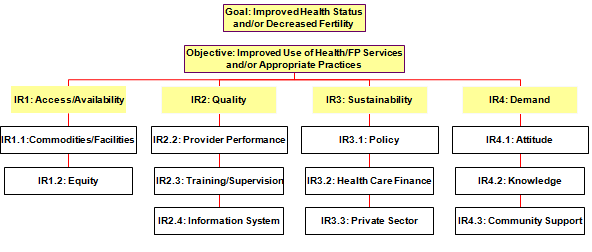 Goal: Improved Health Status
and/or Decreased Fertility
Objective: Improved Use of Health/FP Services
and/or Appropriate Practices
IR1: Access/Availability
IR2: Quality
IR3: Sustainability
IR4: Demand
IR1.1:Commodities/Facilities
IR2.2: Provider Performance
IR3.1: Policy
IR4.1: Attitude
IR1.2: Equity
IR2.3: Training/Supervision
IR3.2: Health Care Finance
IR4.2: Knowledge
IR2.4: Information System
IR3.3: Private Sector
IR4.3: Community Support